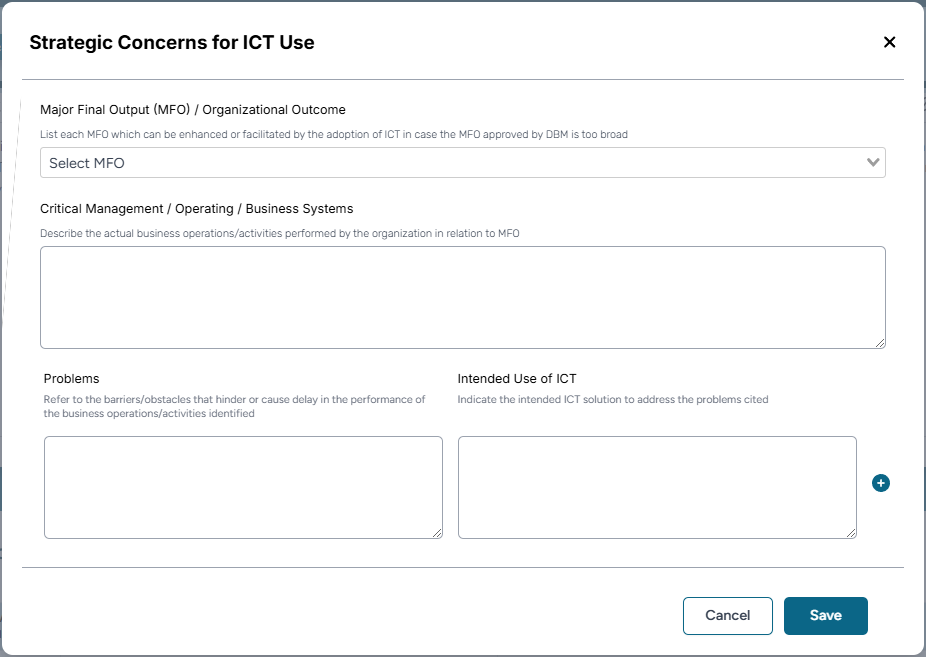 Strategic Concerns for ICT Use
Major Final Output (MFO) / Organizational Outcome
List each MFO which can be enhanced or facilitated by the adoption of ICT in case the MFO approved by DBM is too broad
Select MFO
Critical Management / Operating / Business Systems
Describe the actual business operations/activities performed by the organization in relation to MFO
Problems
Refer to the barriers/obstacles that hinder or cause delay in the performance of
the business operations/activities identified
Intended Use of ICT
Indicate the intended ICT solution to address the problems cited
Cancel
Save